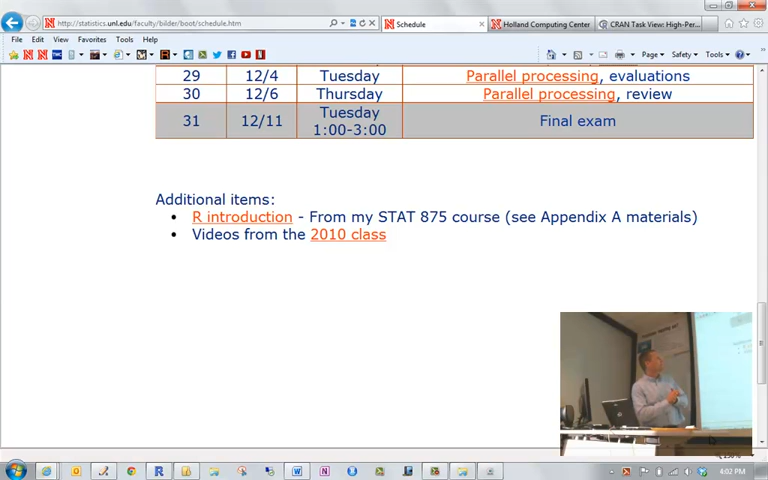 http://statistics.unl.edu/faculty/bilder/boot/schedule.htm
Schedule
Holland Computing Center
CRAN Task View: High-Per...
File Edit View Favorites Tools Help
Page Safety Tools
29 12/4 Tuesday Parallel processing, evaluations
30 12/6 Thursday Parallel processing, review
31 12/11 Tuesday 1:00-3:00 Final exam
Additional items:
• R introduction - From my STAT 875 course (see Appendix A materials)
• Videos from the 2010 class
4:02 PM